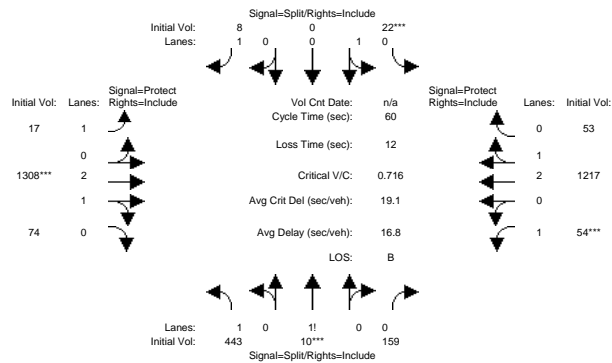 Signal=Split/Rights=Include
Initial Vol: 8 0 22***
Lanes: 1 0 0 1 0
Signal=Protect Signal=Protect
Initial Vol: Lanes: Rights=Include Vol Cnt Date: n/a Rights=Include Lanes: Initial Vol:
Cycle Time (sec): 60
17 1 0 53
Loss Time (sec): 12
0 1
1308*** 2 Critical V/C: 0.716 2 1217
1 Avg Crit Del (sec/veh): 19.1 0
74 0 Avg Delay (sec/veh): 16.8 1 54***
LOS: B
Lanes: 1 0 1! 0 0
Initial Vol: 443 10*** 159
Signal=Split/Rights=Include